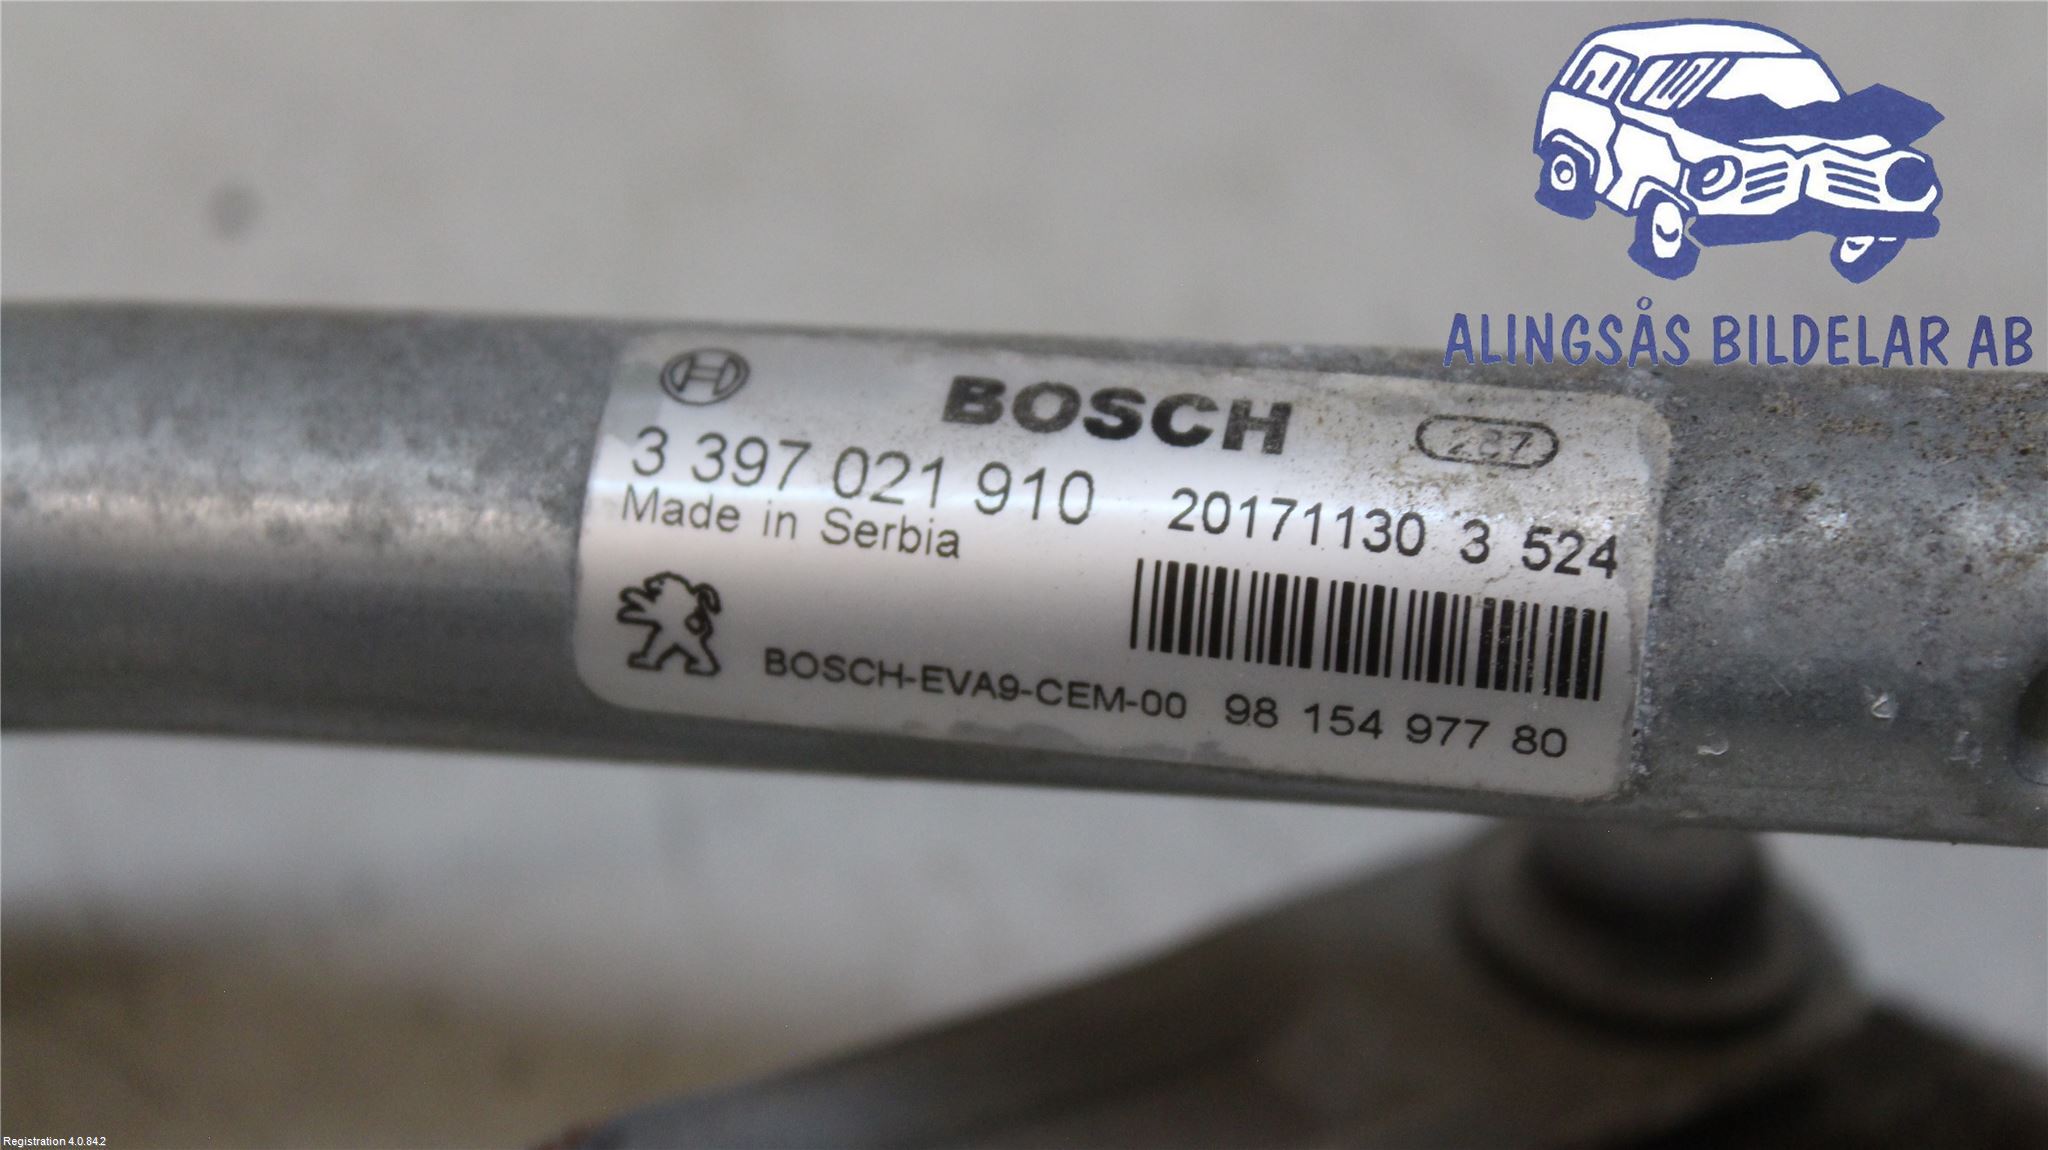 ALINGSÅS BILDELAR AB
BOSCH
287
3 397 021 910 20171130 3 524
Made in Serbia
BOSCH-EVA9-CEM-00 98 154 977 80
Registration 4.0.84.2